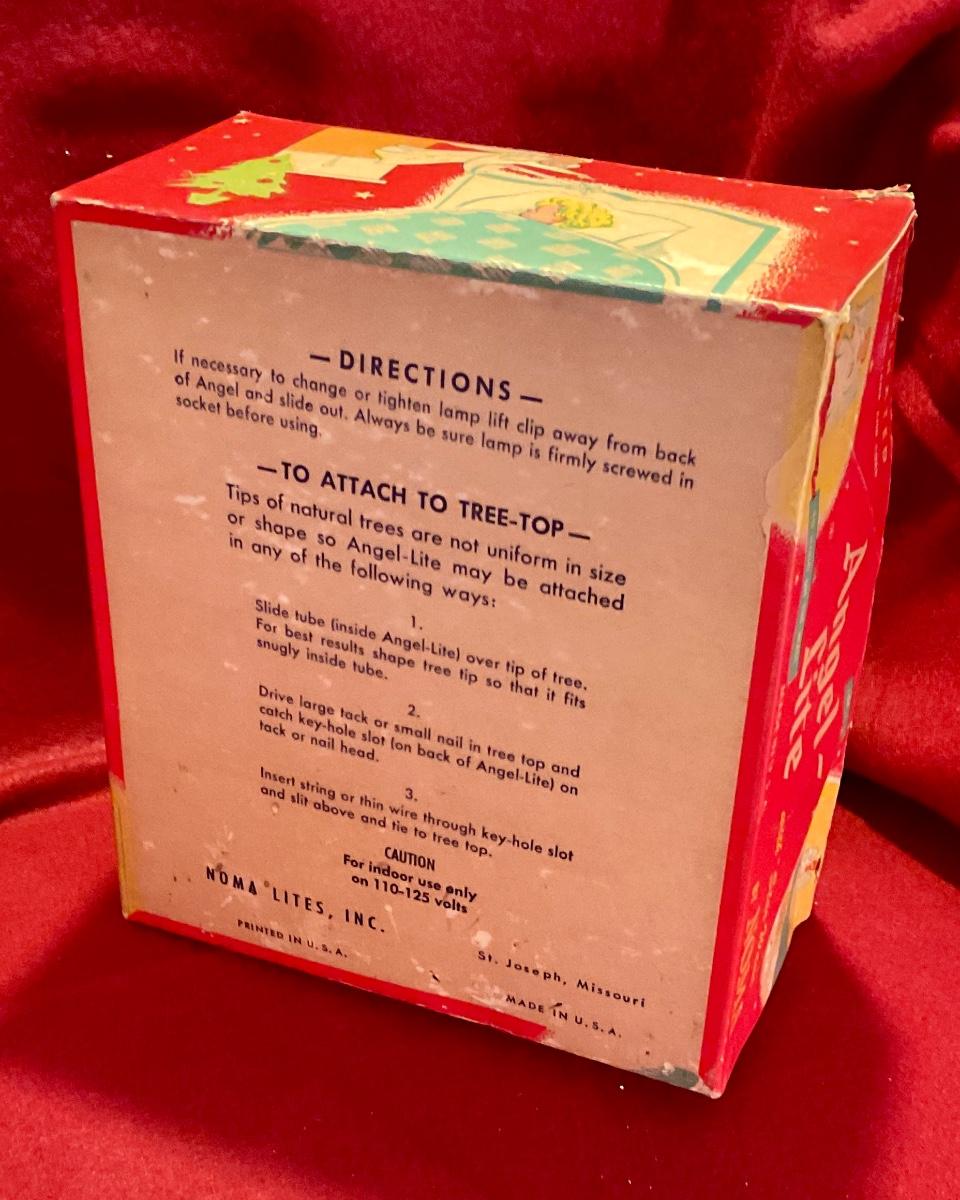 — DIRECTIONS —
If necessary to change or tighten lamp lift clip away from back
of Angel and slide out. Always be sure lamp is firmly screwed in
socket before using.
— TO ATTACH TO TREE-TOP —
Tips of natural trees are not uniform in size
or shape so Angel-Lite may be attached
in any of the following ways:
1.
Slide tube (inside Angel-Lite) over tip of tree.
For best results shape tree tip so that it fits
snugly inside tube.
2.
Drive large tack or small nail in tree top and
catch key-hole slot (on back of Angel-Lite) on
tack or nail head.
3.
Insert string or thin wire through key-hole slot
and slit above and tie to tree top.
CAUTION
For indoor use only
on 110-125 volts
NOMA LITES, INC.
St. Joseph, Missouri
PRINTED IN U. S. A.
MADE IN U. S. A.
Angel-
Lite